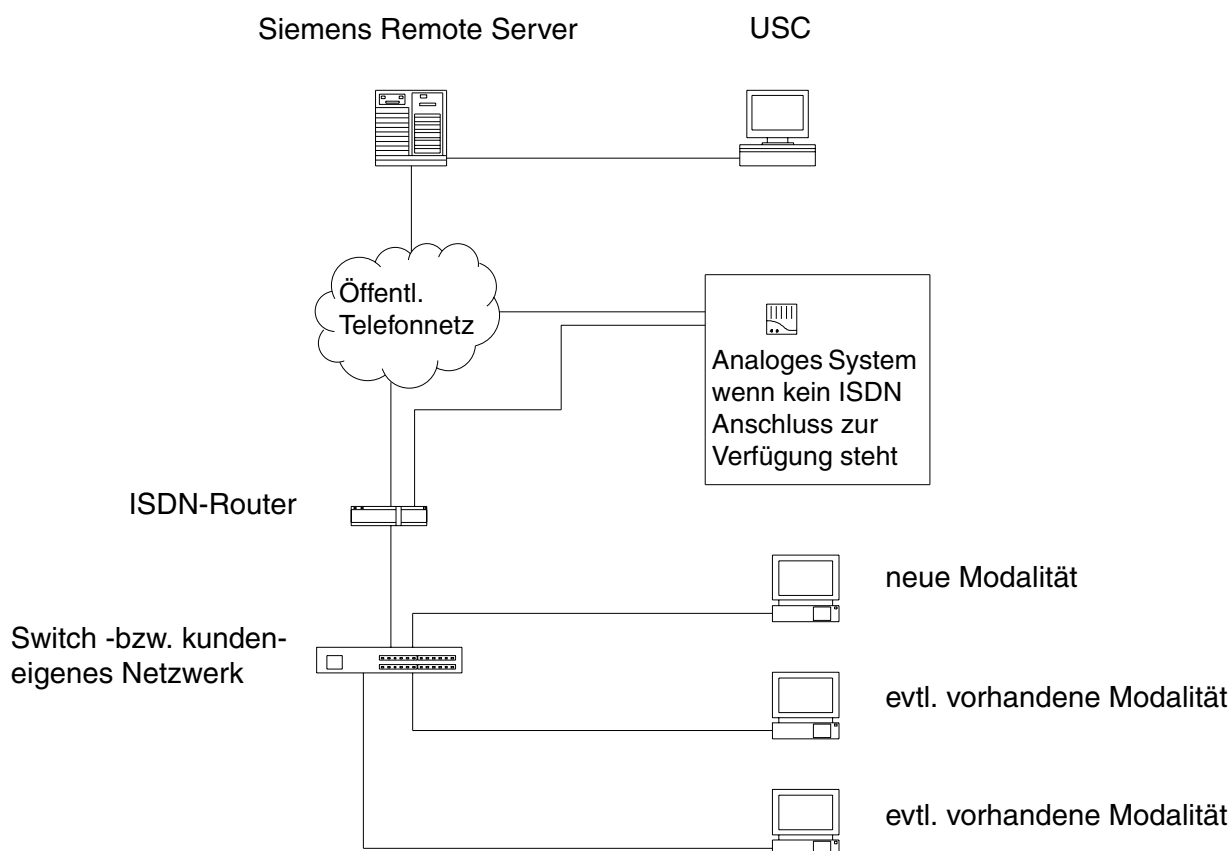 Siemens Remote Server
USC
Öffentl.
Telefonnetz
Analoges System
wenn kein ISDN
Anschluss zur
Verfügung steht
ISDN-Router
neue Modalität
Switch -bzw. kunden-
eigenes Netzwerk
evtl. vorhandene Modalität
evtl. vorhandene Modalität